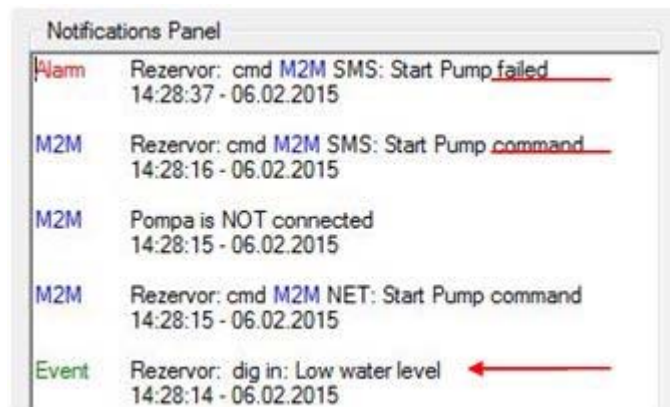 Notifications Panel
Alarm Rezervor: cmd M2M SMS: Start Pump failed
14:28:37 - 06.02.2015
M2M Rezervor: cmd M2M SMS: Start Pump command
14:28:16 - 06.02.2015
M2M Pompa is NOT connected
14:28:15 - 06.02.2015
M2M Rezervor: cmd M2M NET: Start Pump command
14:28:15 - 06.02.2015
Event Rezervor: dig in: Low water level
14:28:14 - 06.02.2015